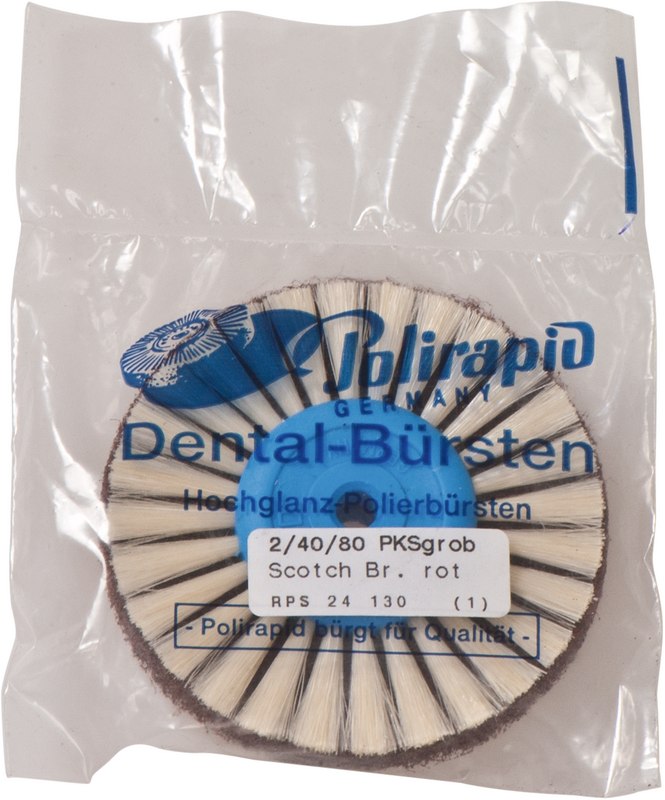 Polirapid
GERMANY
Dental-Bürsten
Hochglanz-Polierbürsten
2/40/80 PKSgrob
Scotch Br. rot
RPS 24 130 (1)
- Polirapid bürgt für Qualität -